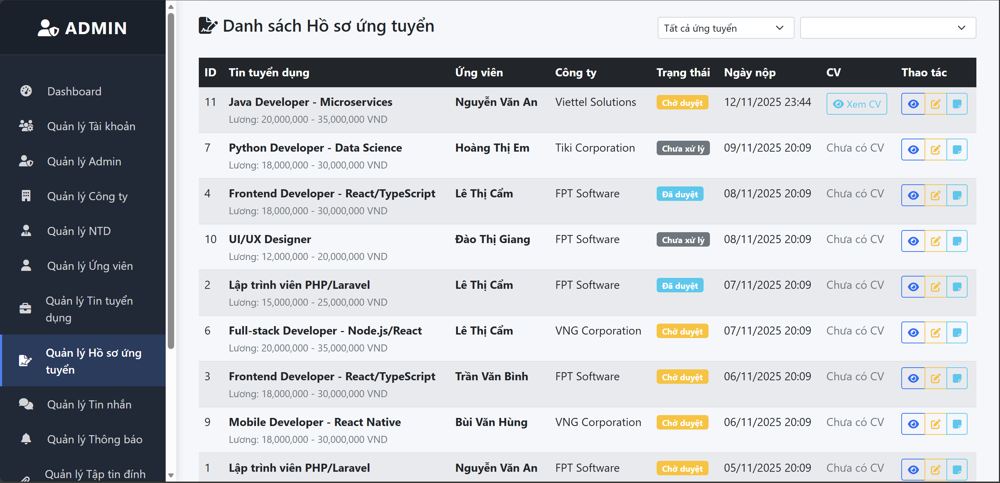 ADMIN
Dashboard
Quản lý Tài khoản
Quản lý Admin
Quản lý Công ty
Quản lý NTD
Quản lý Ứng viên
Quản lý Tin tuyển
dụng
Quản lý Hồ sơ ứng
tuyển
Quản lý Tin nhắn
Quản lý Thông báo
Quản lý Tập tin đính
Danh sách Hồ sơ ứng tuyển
Tất cả ứng tuyển
ID Tin tuyển dụng Ứng viên Công ty Trạng thái Ngày nộp CV Thao tác
11 Java Developer - Microservices Nguyễn Văn An Viettel Solutions Chờ duyệt 12/11/2025 23:44 Xem CV
Lương: 20,000,000 - 35,000,000 VND
7 Python Developer - Data Science Hoàng Thị Em Tiki Corporation Chưa xử lý 09/11/2025 20:09 Chưa có CV
Lương: 18,000,000 - 30,000,000 VND
4 Frontend Developer - React/TypeScript Lê Thị Cẩm FPT Software Đã duyệt 08/11/2025 20:09 Chưa có CV
Lương: 18,000,000 - 30,000,000 VND
10 UI/UX Designer Đào Thị Giang FPT Software Chưa xử lý 08/11/2025 20:09 Chưa có CV
Lương: 12,000,000 - 20,000,000 VND
2 Lập trình viên PHP/Laravel Lê Thị Cẩm FPT Software Đã duyệt 07/11/2025 20:09 Chưa có CV
Lương: 15,000,000 - 25,000,000 VND
6 Full-stack Developer - Node.js/React Lê Thị Cẩm VNG Corporation Chờ duyệt 07/11/2025 20:09 Chưa có CV
Lương: 20,000,000 - 35,000,000 VND
3 Frontend Developer - React/TypeScript Trần Văn Bình FPT Software Chờ duyệt 06/11/2025 20:09 Chưa có CV
Lương: 18,000,000 - 30,000,000 VND
9 Mobile Developer - React Native Bùi Văn Hùng VNG Corporation Chờ duyệt 06/11/2025 20:09 Chưa có CV
Lương: 18,000,000 - 30,000,000 VND
1 Lập trình viên PHP/Laravel Nguyễn Văn An FPT Software Chờ duyệt 05/11/2025 20:09 Chưa có CV